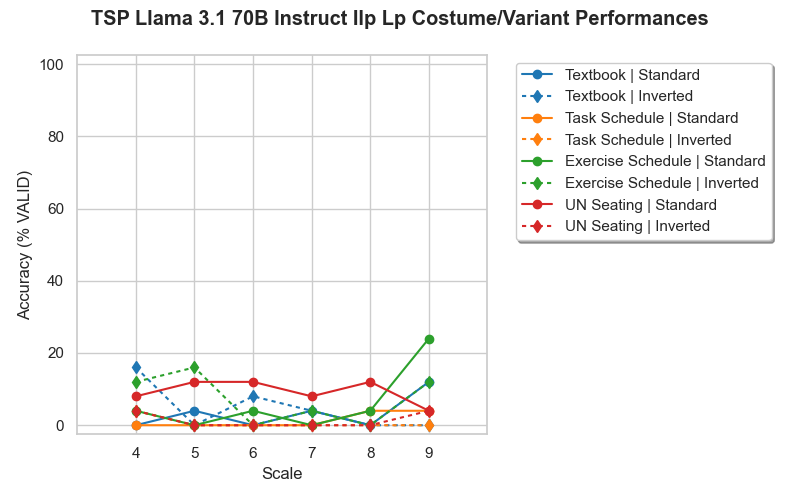 TSP Llama 3.1 70B Instruct Ilp Lp Costume/Variant Performances
Accuracy (% VALID)
100
80
60
40
20
0
4 5 6 7 8 9
Scale
Textbook | Standard
Textbook | Inverted
Task Schedule | Standard
Task Schedule | Inverted
Exercise Schedule | Standard
Exercise Schedule | Inverted
UN Seating | Standard
UN Seating | Inverted